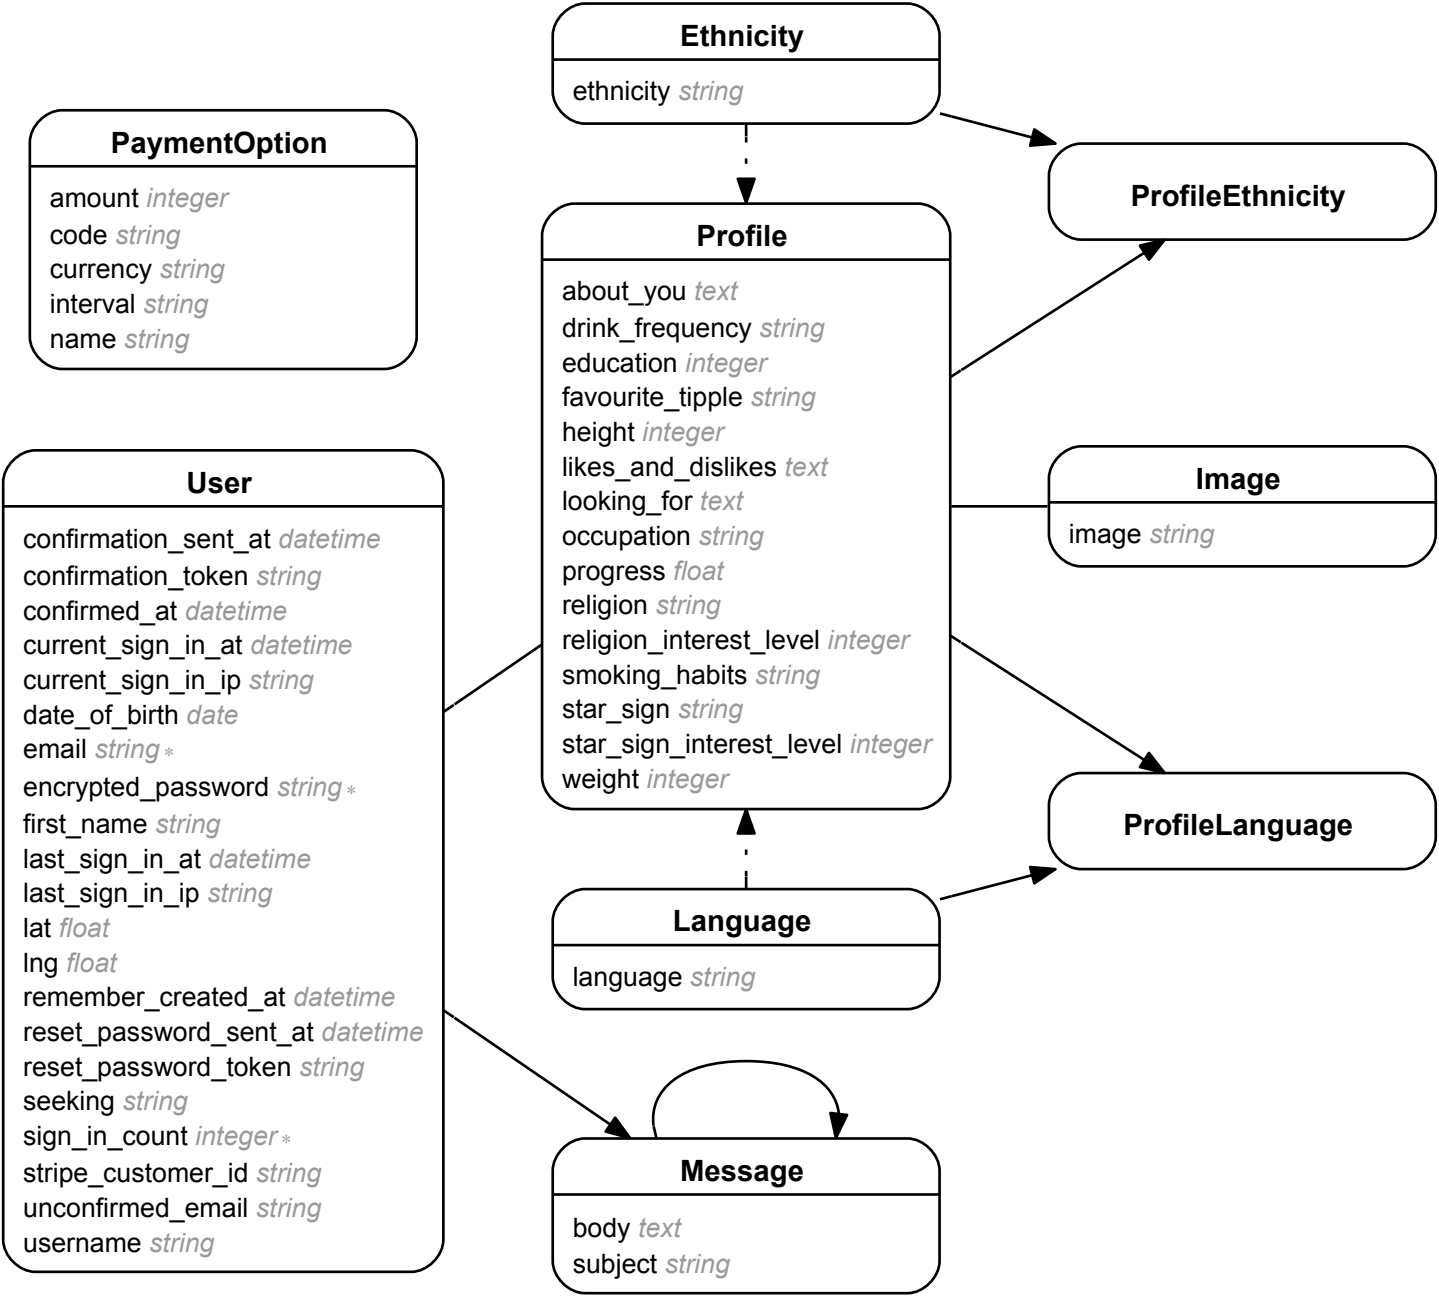 Ethnicity
ethnicity string
PaymentOption
amount integer
code string
currency string
interval string
name string
ProfileEthnicity
Profile
about_you text
drink_frequency string
education integer
favourite_tipple string
height integer
likes_and_dislikes text
looking_for text
occupation string
progress float
religion string
religion_interest_level integer
smoking_habits string
star_sign string
star_sign_interest_level integer
weight integer
Image
image string
User
confirmation_sent_at datetime
confirmation_token string
confirmed_at datetime
current_sign_in_at datetime
current_sign_in_ip string
date_of_birth date
email string *
encrypted_password string *
first_name string
last_sign_in_at datetime
last_sign_in_ip string
lat float
lng float
remember_created_at datetime
reset_password_sent_at datetime
reset_password_token string
seeking string
sign_in_count integer *
stripe_customer_id string
unconfirmed_email string
username string
ProfileLanguage
Language
language string
Message
body text
subject string